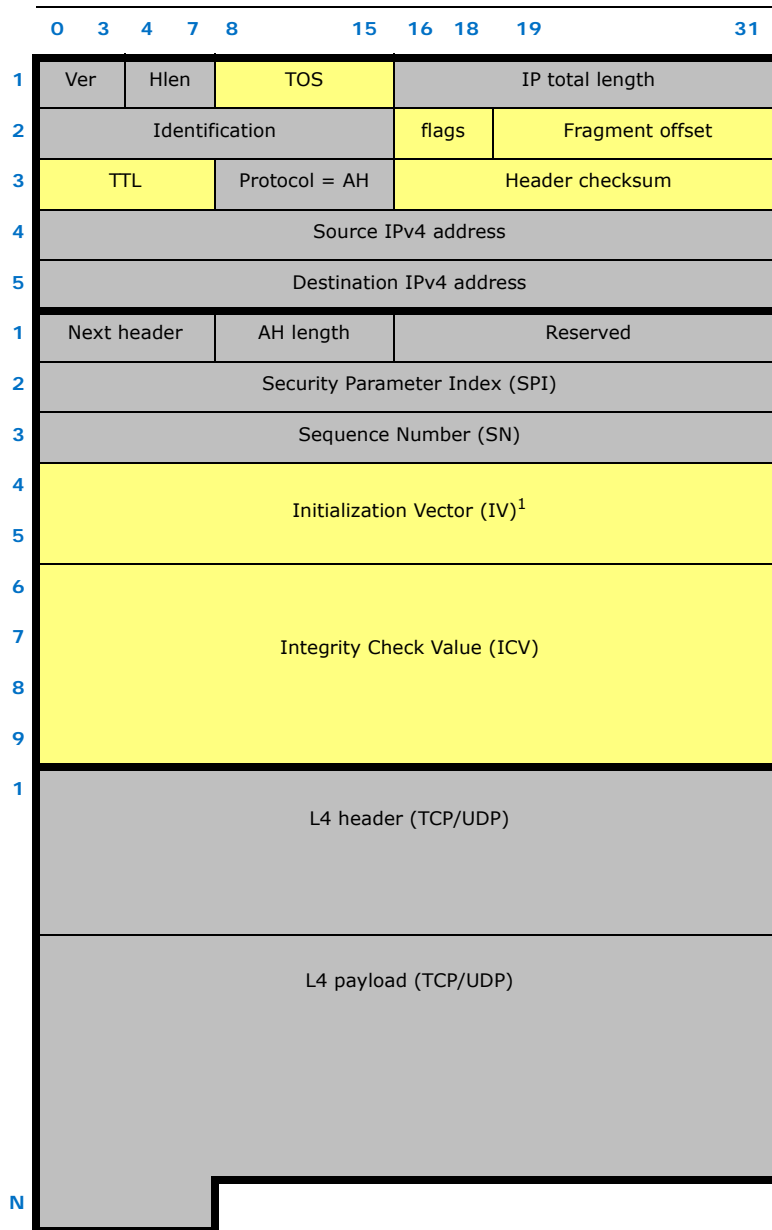 0 3 4 7 8 15 16 18 19 31
1 Ver Hlen TOS IP total length
2 Identification flags Fragment offset
3 TTL Protocol = AH Header checksum
4 Source IPv4 address
5 Destination IPv4 address
1 Next header AH length Reserved
2 Security Parameter Index (SPI)
3 Sequence Number (SN)
4
Initialization Vector (IV)1
5
6
7
Integrity Check Value (ICV)
8
9
1
L4 header (TCP/UDP)
L4 payload (TCP/UDP)
N